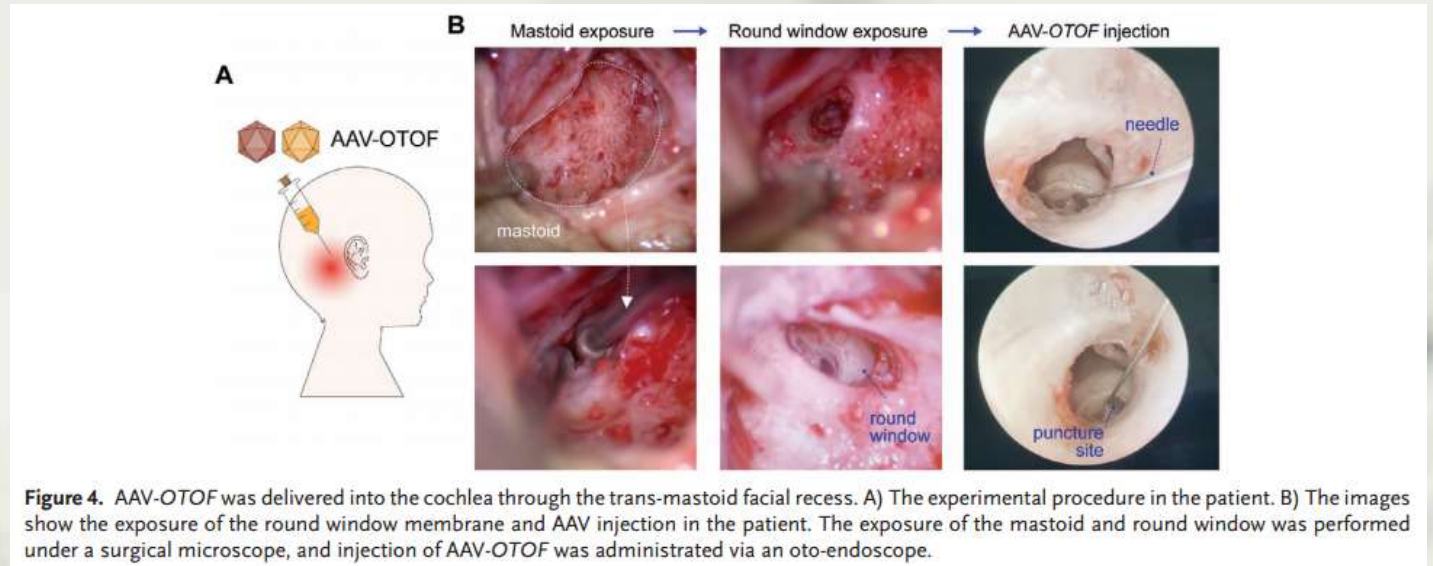 B
Mastoid exposure
Round window exposure
AAV-OTOF injection
A
AAV-OTOF
needle
mastoid
round
window
puncture
site
Figure 4. AAV-OTOF was delivered into the cochlea through the trans-mastoid facial recess. A) The experimental procedure in the patient. B) The images
show the exposure of the round window membrane and AAV injection in the patient. The exposure of the mastoid and round window was performed
under a surgical microscope, and injection of AAV-OTOF was administrated via an oto-endoscope.